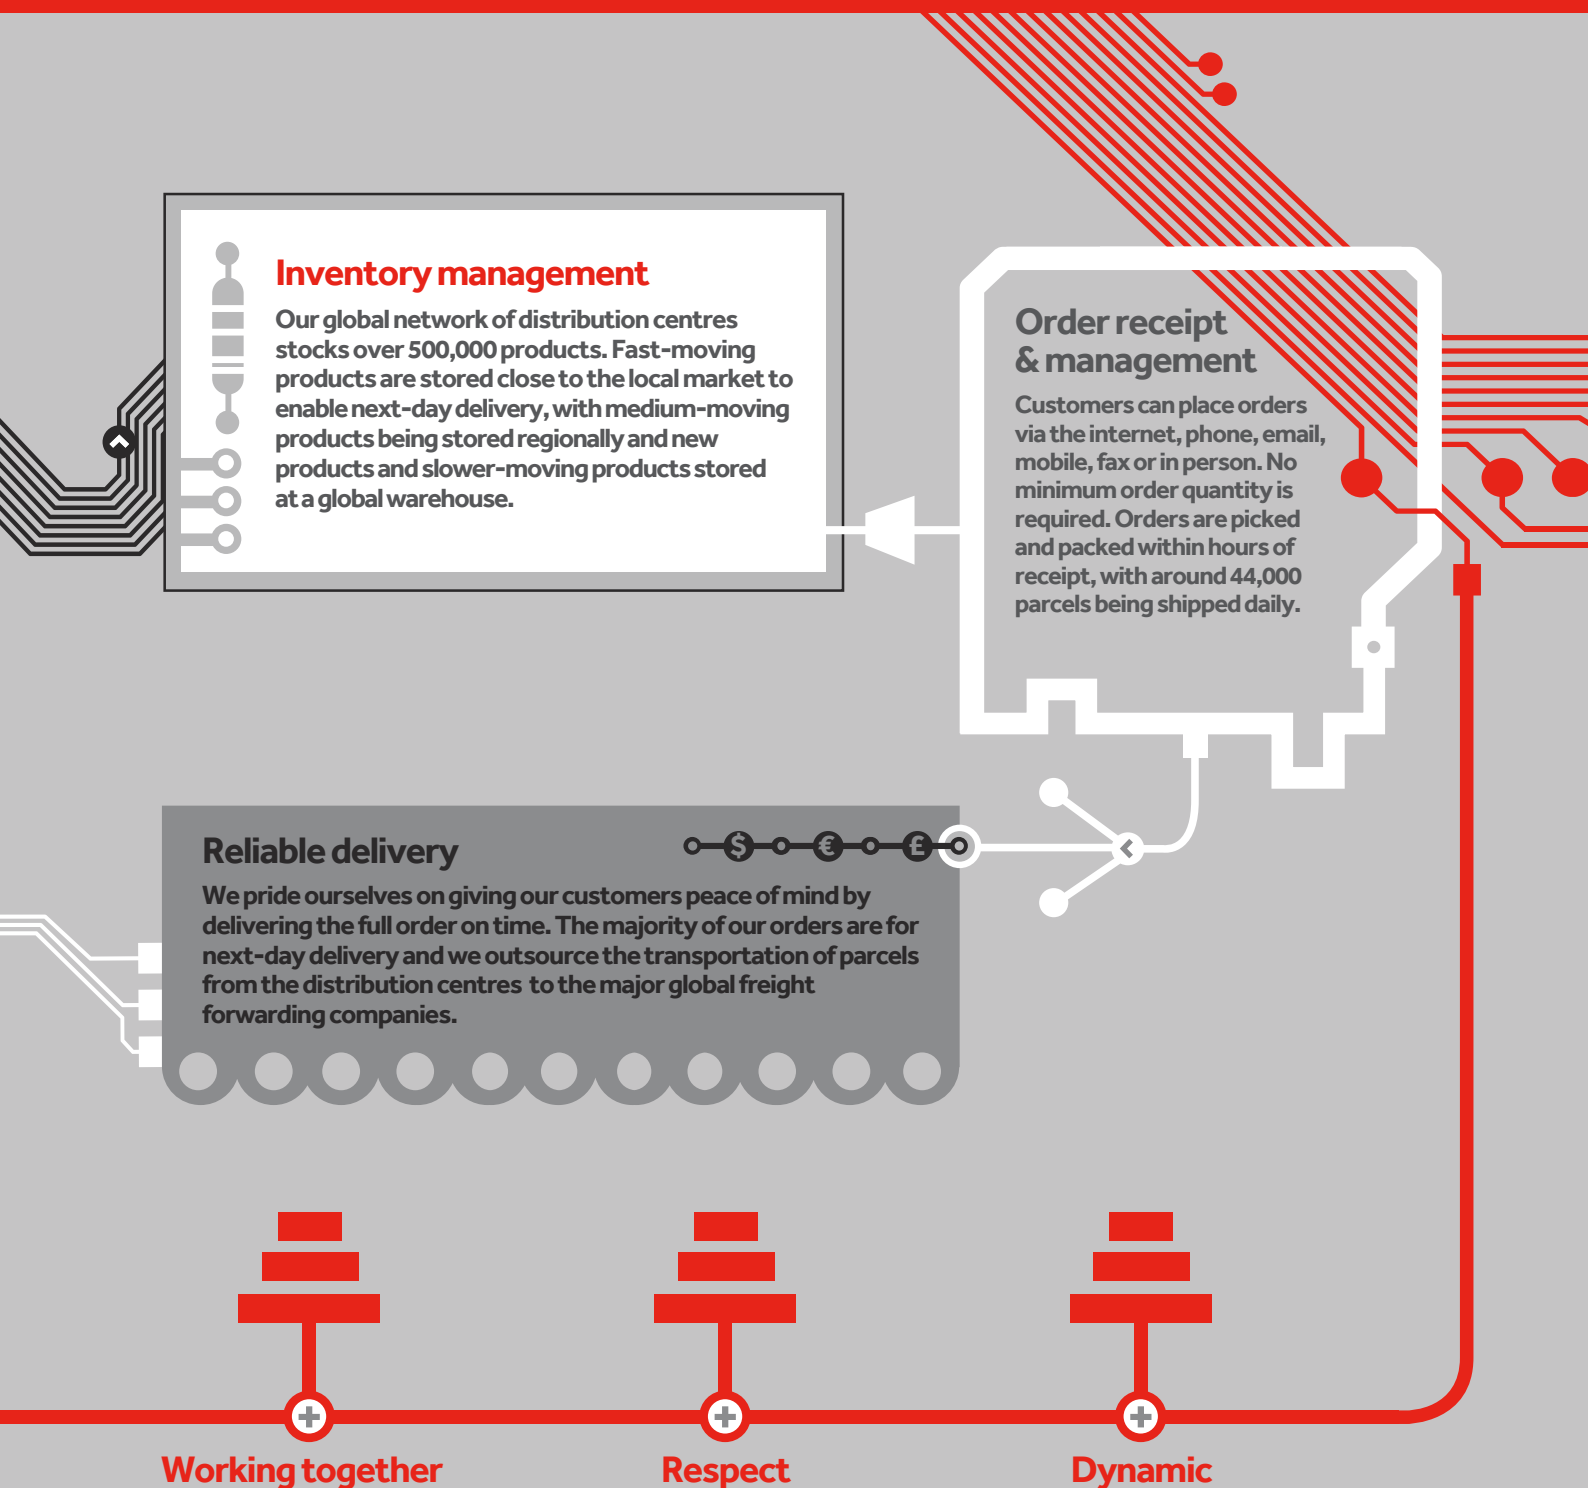 Inventory management
Our global network of distribution centres
stocks over 500,000 products. Fast-moving
products are stored close to the local market to
enable next-day delivery, with medium-moving
products being stored regionally and new
products and slower-moving products stored
at a global warehouse.
Order receipt
& management
Customers can place orders
via the internet, phone, email,
mobile, fax or in person. No
minimum order quantity is
required. Orders are picked
and packed within hours of
receipt, with around 44,000
parcels being shipped daily.
Reliable delivery
$ € £
We pride ourselves on giving our customers peace of mind by
delivering the full order on time. The majority of our orders are for
next-day delivery and we outsource the transportation of parcels
from the distribution centres to the major global freight
forwarding companies.
Working together
Respect
Dynamic